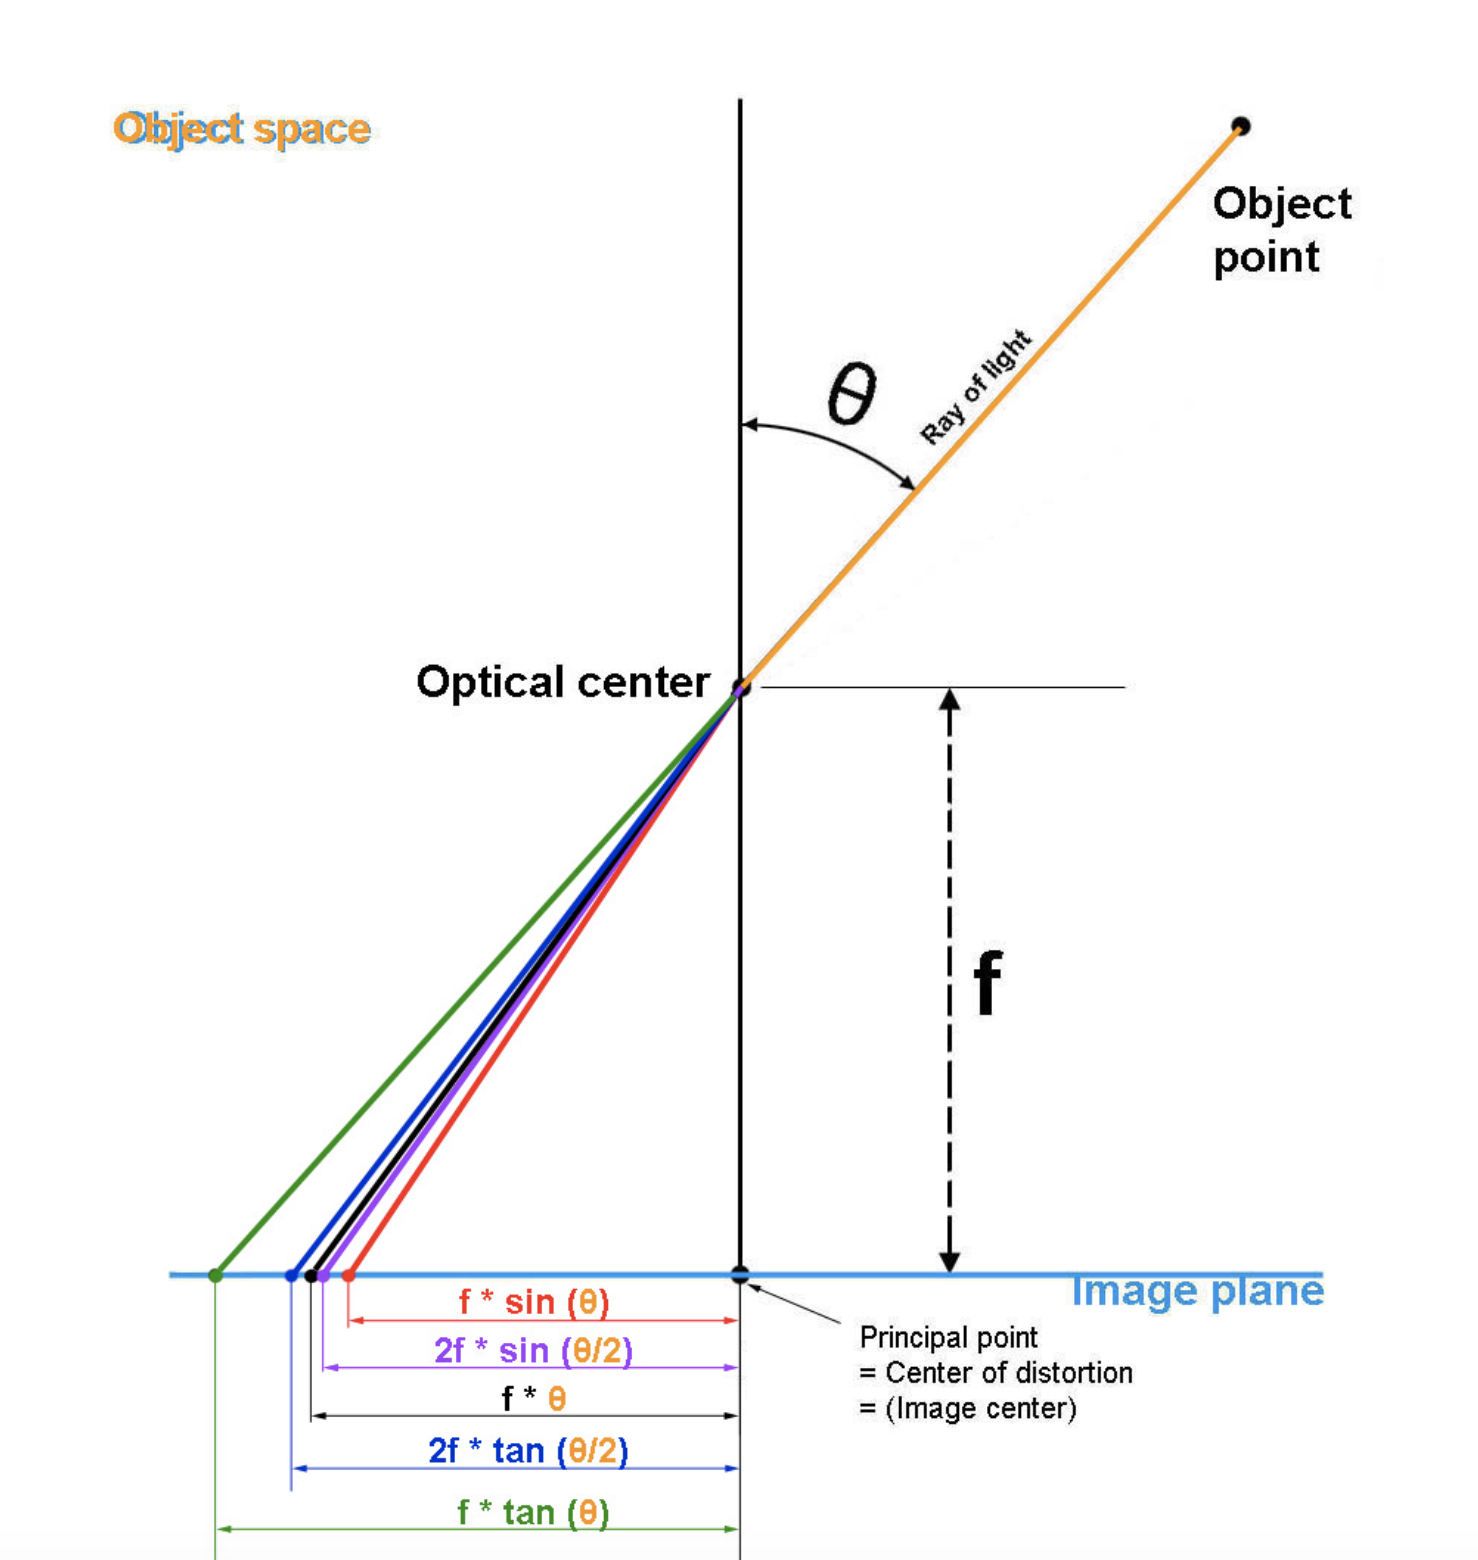 Object space
Object
point
Ray of light
θ
Optical center
f
Image plane
f * sin (θ)
2f * sin (θ/2)
f * θ
2f * tan (θ/2)
f * tan (θ)
Principal point
= Center of distortion
= (Image center)